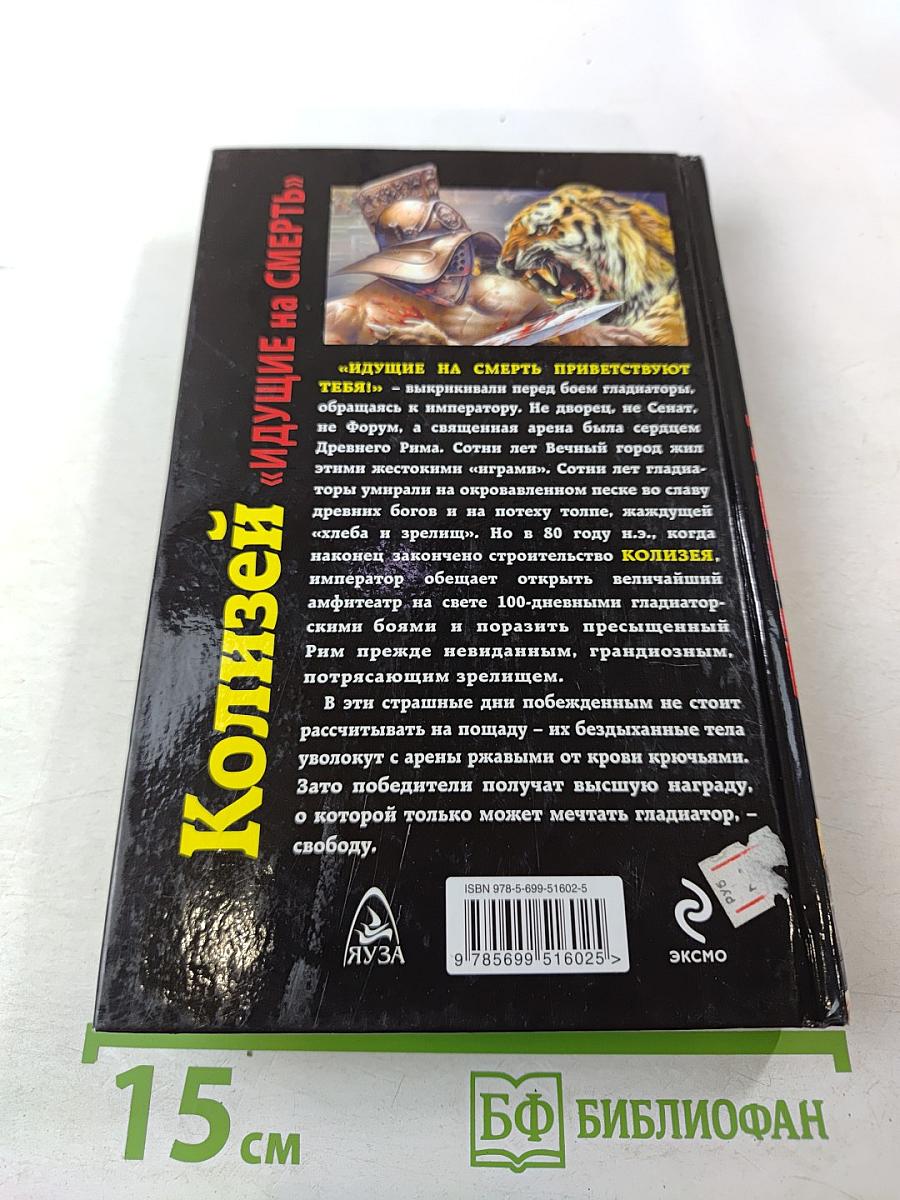 Колизей
«ИДУЩИЕ на СМЕРТЬ»
«ИДУЩИЕ НА СМЕРТЬ ПРИВЕТСТВУЮТ
ТЕБЯ!» – выкрикивали перед боем гладиаторы,
обращаясь к императору. Не дворец, не Сенат,
не Форум, а священная арена была сердцем
Древнего Рима. Сотни лет Вечный город жил
этими жестокими «играми». Сотни лет гладиа-
торы умирали на окровавленном песке во славу
древних богов и на потеху толпе, жаждущей
«хлеба и зрелищ». Но в 80 году н.э., когда
наконец закончено строительство КОЛИЗЕЯ,
император обещает открыть величайший
амфитеатр на свете 100-дневными гладиатор-
скими боями и поразить пресыщенный
Рим прежде невиданным, грандиозным,
потрясающим зрелищем.
В эти страшные дни побежденным не стоит
рассчитывать на пощаду – их бездыханные тела
уволокут с арены ржавыми от крови крючьями.
Зато победители получат высшую награду,
о которой только может мечтать гладиатор, –
свободу.
ISBN 978-5-699-51602-5
9 785699 516025 >
ЯУЗА
ЭКСМО
РУБ
15 см
БФ БИБЛИОФАН